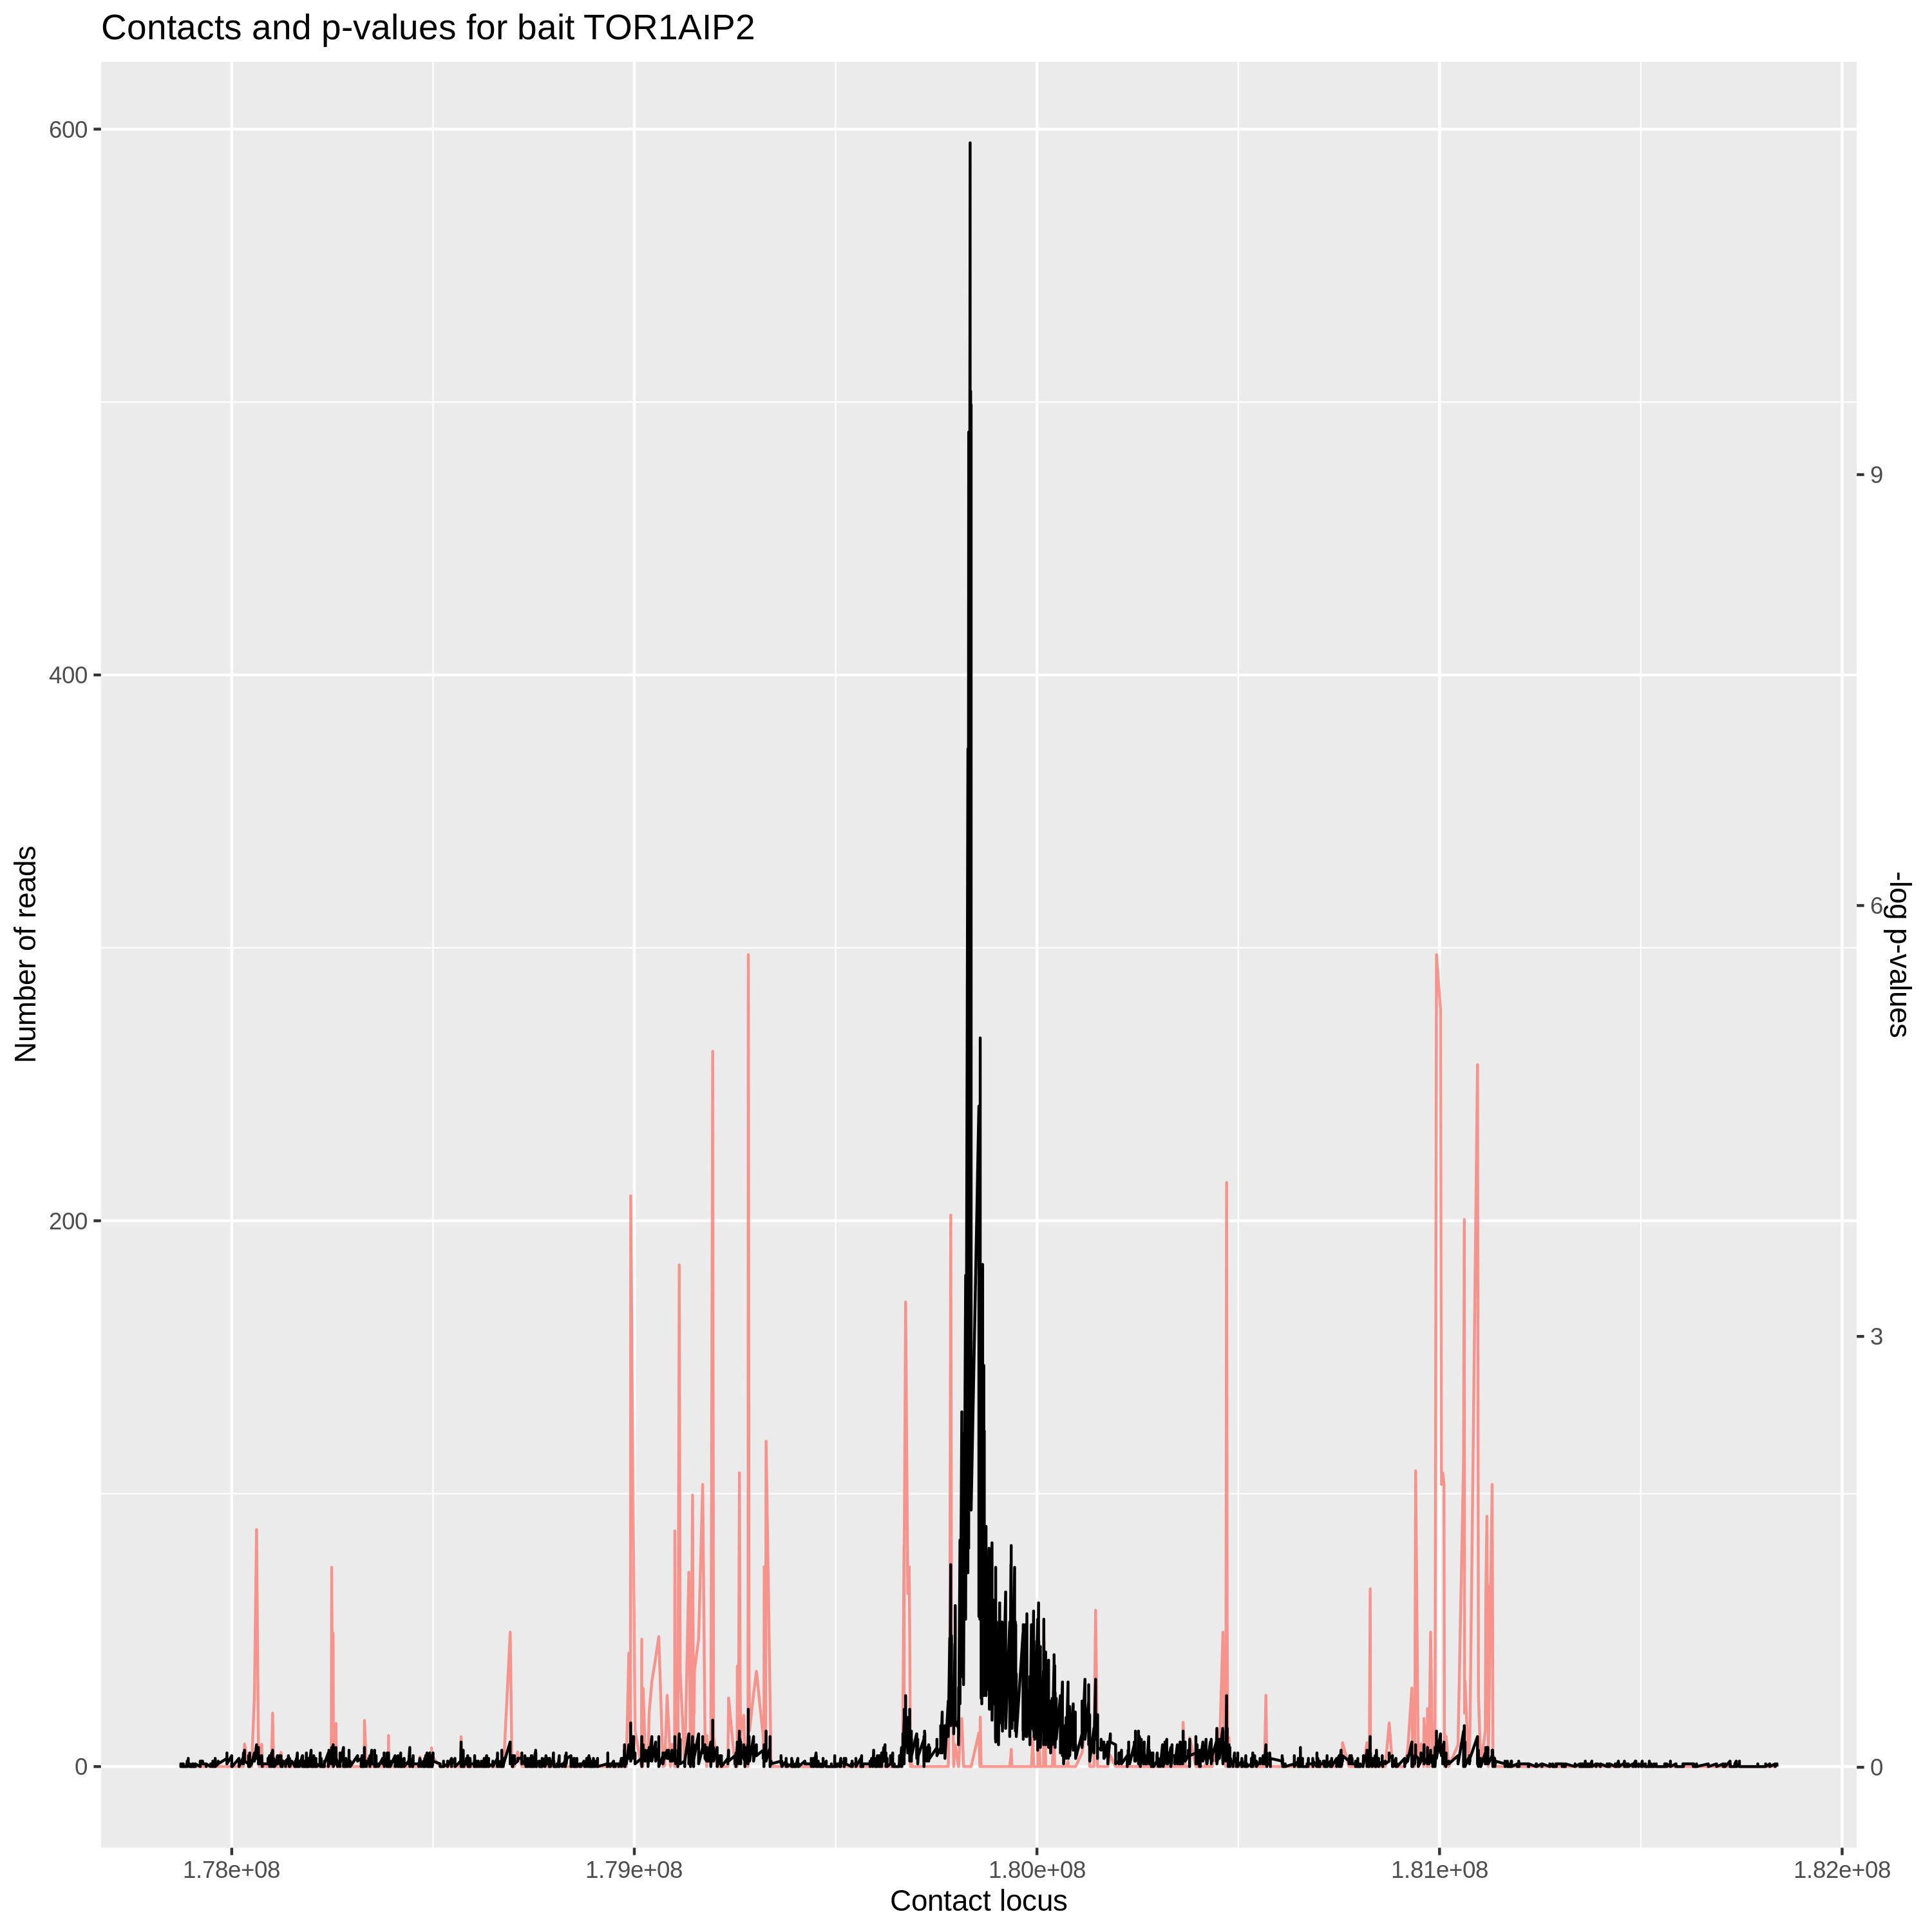 Contacts and p-values for bait TOR1AIP2
600
400
200
0
Number of reads
9
6
3
0
-log p-values
1.78e+08
1.79e+08
1.80e+08
1.81e+08
1.82e+08
Contact locus